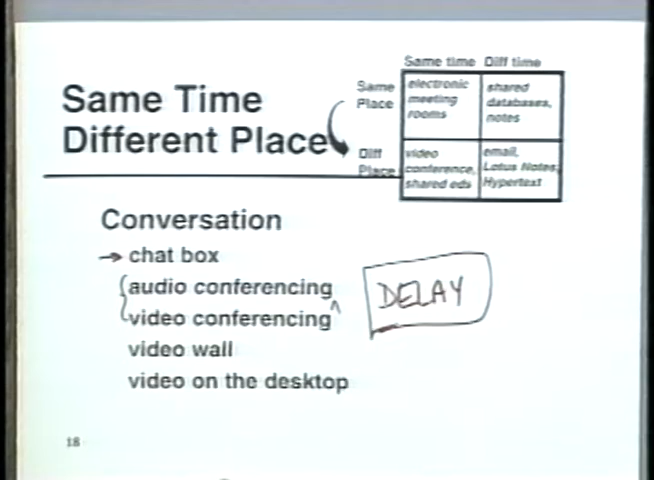 Same Time
Different Place
Same time Diff time
Same
Place
electronic
meeting
rooms
shared
databases,
notes
Diff
Place
video
conference,
shared eds
email,
Lotus Notes,
Hypertext
Conversation
chat box
audio conferencing
video conferencing
video wall
video on the desktop
DELAY
18